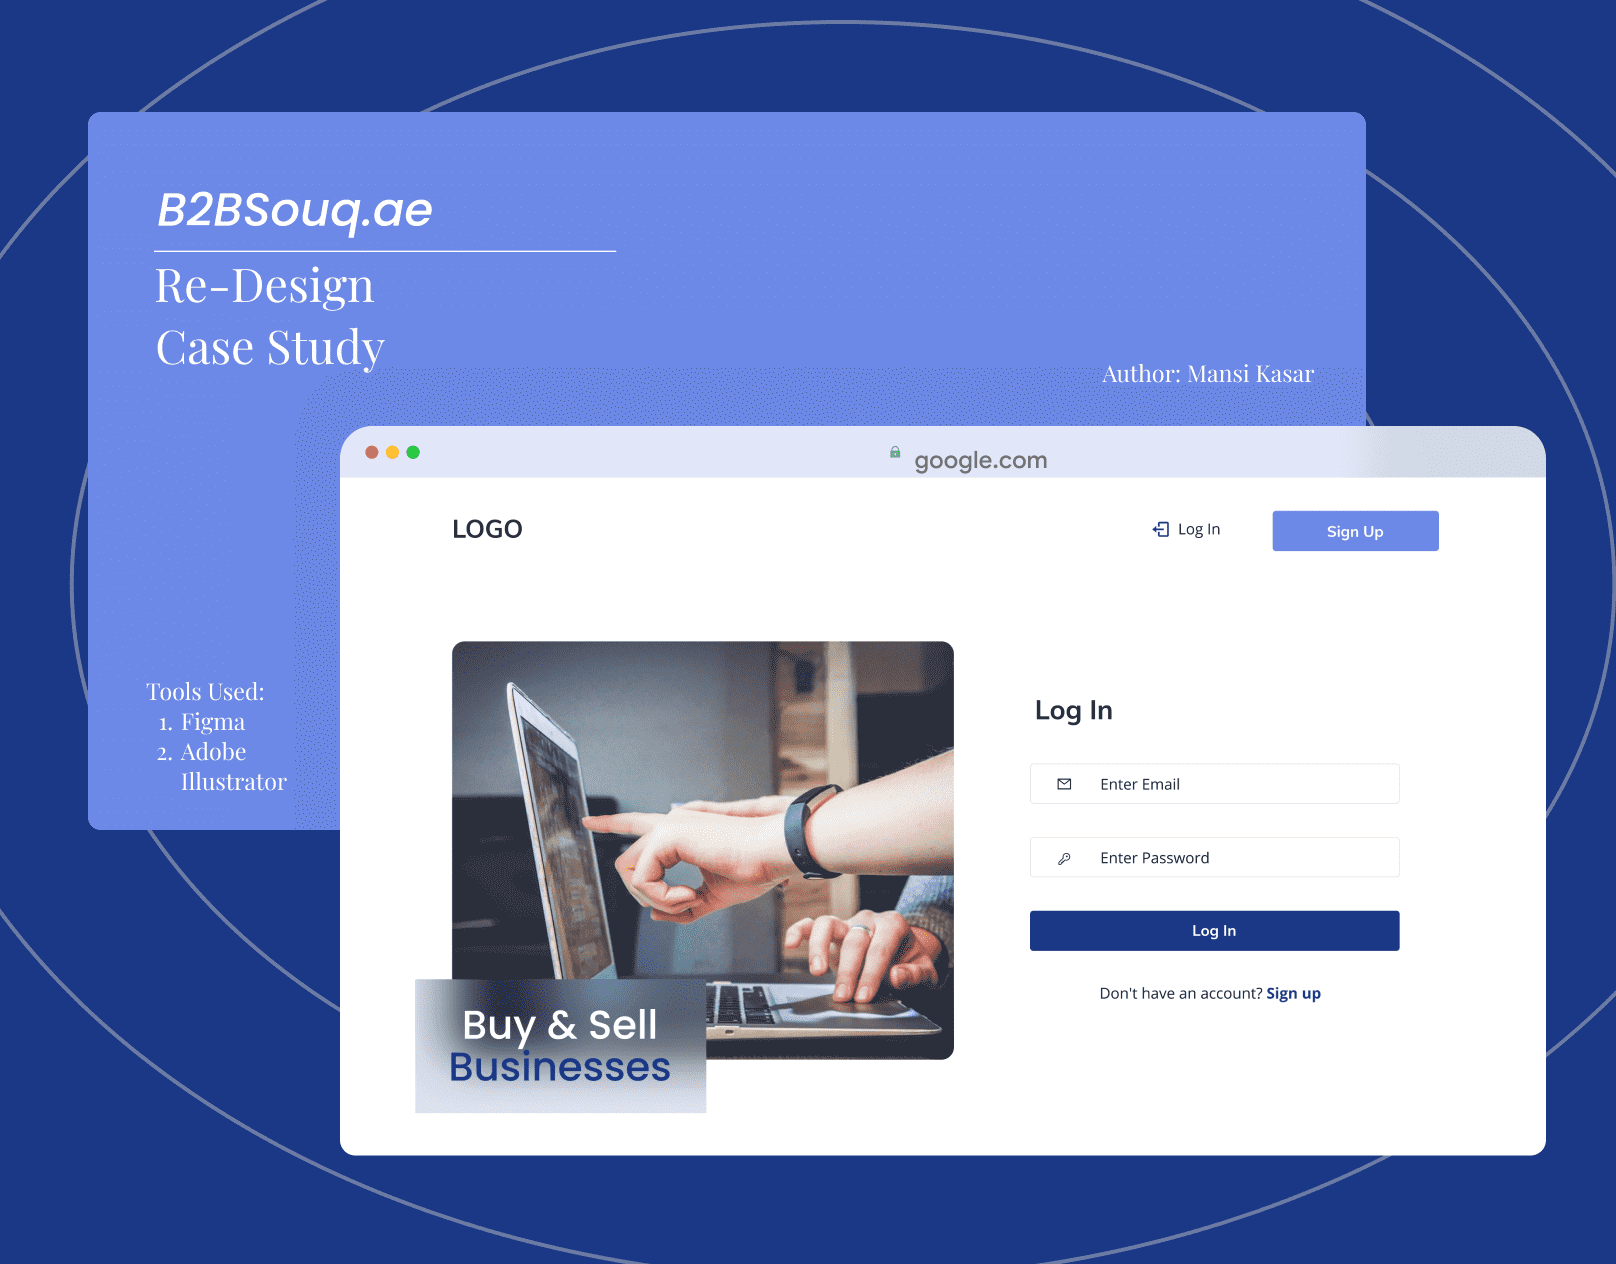 B2BSouq.ae
Re-Design
Case Study
Author: Mansi Kasar
Tools Used:
1. Figma
2. Adobe
Illustrator
google.com
LOGO
Log In
Sign Up
Log In
Enter Email
Enter Password
Log In
Don't have an account? Sign up
Buy & Sell
Businesses